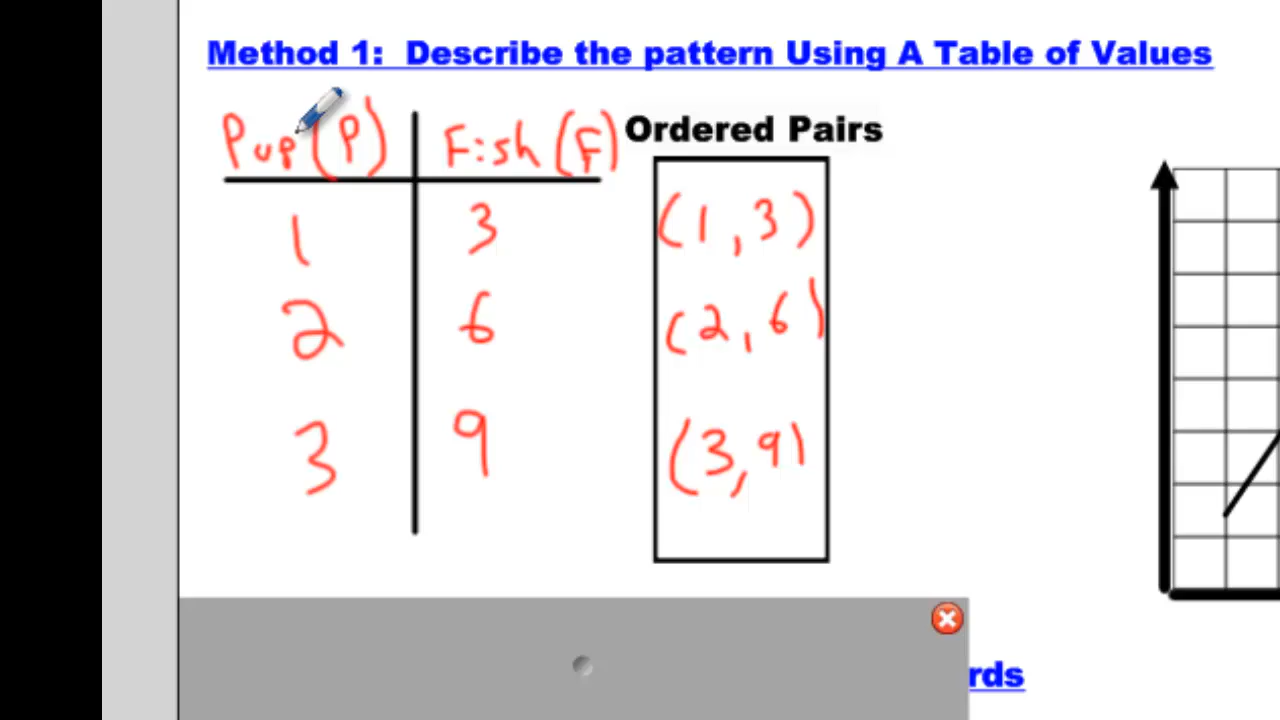 Method 1: Describe the pattern Using A Table of Values
Pup (P) Fish (F) Ordered Pairs
1 3 (1, 3)
2 6 (2, 6)
3 9 (3, 9)
rds